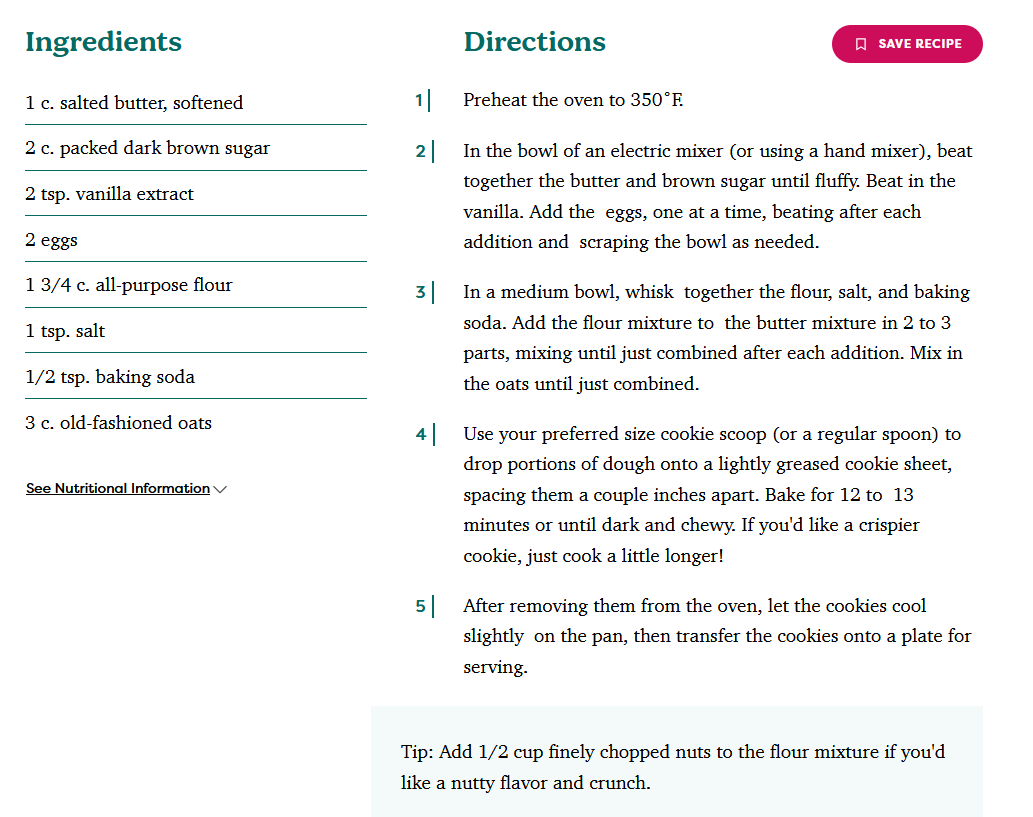 Ingredients
1 c. salted butter, softened
2 c. packed dark brown sugar
2 tsp. vanilla extract
2 eggs
1 3/4 c. all-purpose flour
1 tsp. salt
1/2 tsp. baking soda
3 c. old-fashioned oats
See Nutritional Information
Directions
SAVE RECIPE
1 Preheat the oven to 350˚F.
2 In the bowl of an electric mixer (or using a hand mixer), beat
together the butter and brown sugar until fluffy. Beat in the
vanilla. Add the  eggs, one at a time, beating after each
addition and  scraping the bowl as needed.
3 In a medium bowl, whisk  together the flour, salt, and baking
soda. Add the flour mixture to  the butter mixture in 2 to 3
parts, mixing until just combined after each addition. Mix in
the oats until just combined.
4 Use your preferred size cookie scoop (or a regular spoon) to
drop portions of dough onto a lightly greased cookie sheet,
spacing them a couple inches apart. Bake for 12 to  13
minutes or until dark and chewy. If you'd like a crispier
cookie, just cook a little longer!
5 After removing them from the oven, let the cookies cool
slightly  on the pan, then transfer the cookies onto a plate for
serving.
Tip: Add 1/2 cup finely chopped nuts to the flour mixture if you'd
like a nutty flavor and crunch.